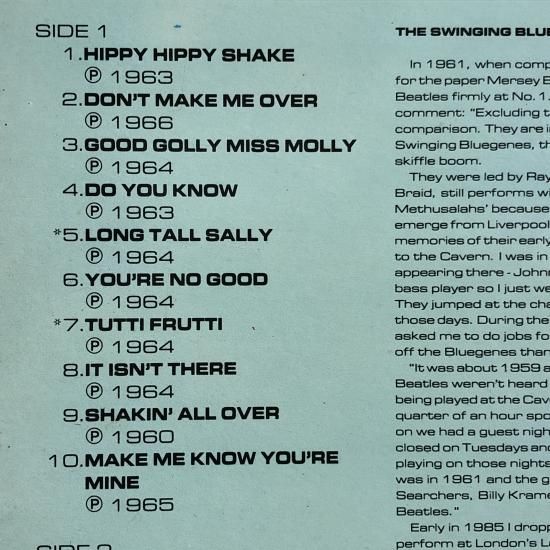 SIDE 1
1. HIPPY HIPPY SHAKE
Ⓟ 1963
2. DON'T MAKE ME OVER
Ⓟ 1966
3. GOOD GOLLY MISS MOLLY
Ⓟ 1964
4. DO YOU KNOW
Ⓟ 1963
*5. LONG TALL SALLY
Ⓟ 1964
6. YOU'RE NO GOOD
Ⓟ 1964
*7. TUTTI FRUTTI
Ⓟ 1964
8. IT ISN'T THERE
Ⓟ 1964
9. SHAKIN' ALL OVER
Ⓟ 1960
10. MAKE ME KNOW YOU'RE
MINE
Ⓟ 1965
THE SWINGING BLUE
In 1961, when comp
for the paper Mersey B
Beatles firmly at No. 1.
comment: "Excluding t
comparison. They are i
Swinging Bluegenes, th
skiffle boom.
They were led by Ray
Braid, still performs wi
Methusalahs' because
emerge from Liverpool
memories of their early
to the Cavern. I was in
appearing there - Johnn
bass player so I just we
They jumped at the cha
those days. During the
asked me to do jobs fo
off the Bluegenes than
"It was about 1959 a
Beatles weren't heard
being played at the Cav
quarter of an hour spo
on we had a guest nigh
closed on Tuesdays and
playing on those nights
was in 1961 and the g
Searchers, Billy Krame
Beatles."
Early in 1985 I dropp
perform at London's L